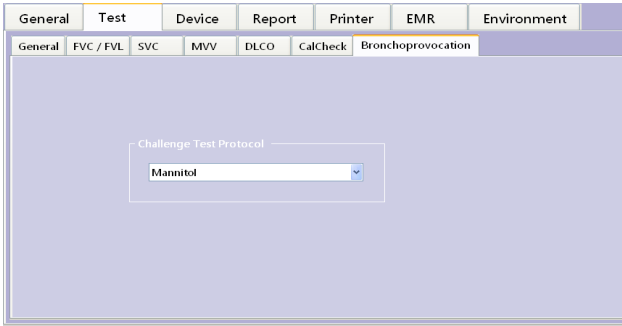 General Test Device Report Printer EMR Environment
General FVC / FVL SVC MVV DLCO CalCheck Bronchoprovocation
Challenge Test Protocol
Mannitol